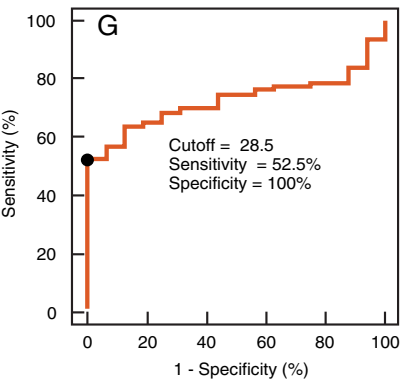 G
100
80
60
40
20
0
Sensitivity (%)
Cutoff = 28.5
Sensitivity = 52.5%
Specificity = 100%
0 20 40 60 80 100
1 - Specificity (%)